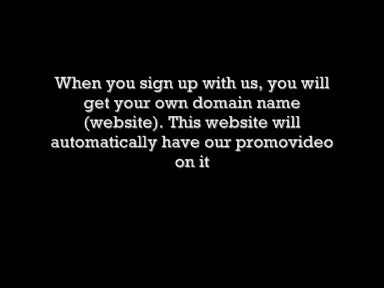 When you sign up with us, you will
get your own domain name
(website). This website will
automatically have our promovideo
on it